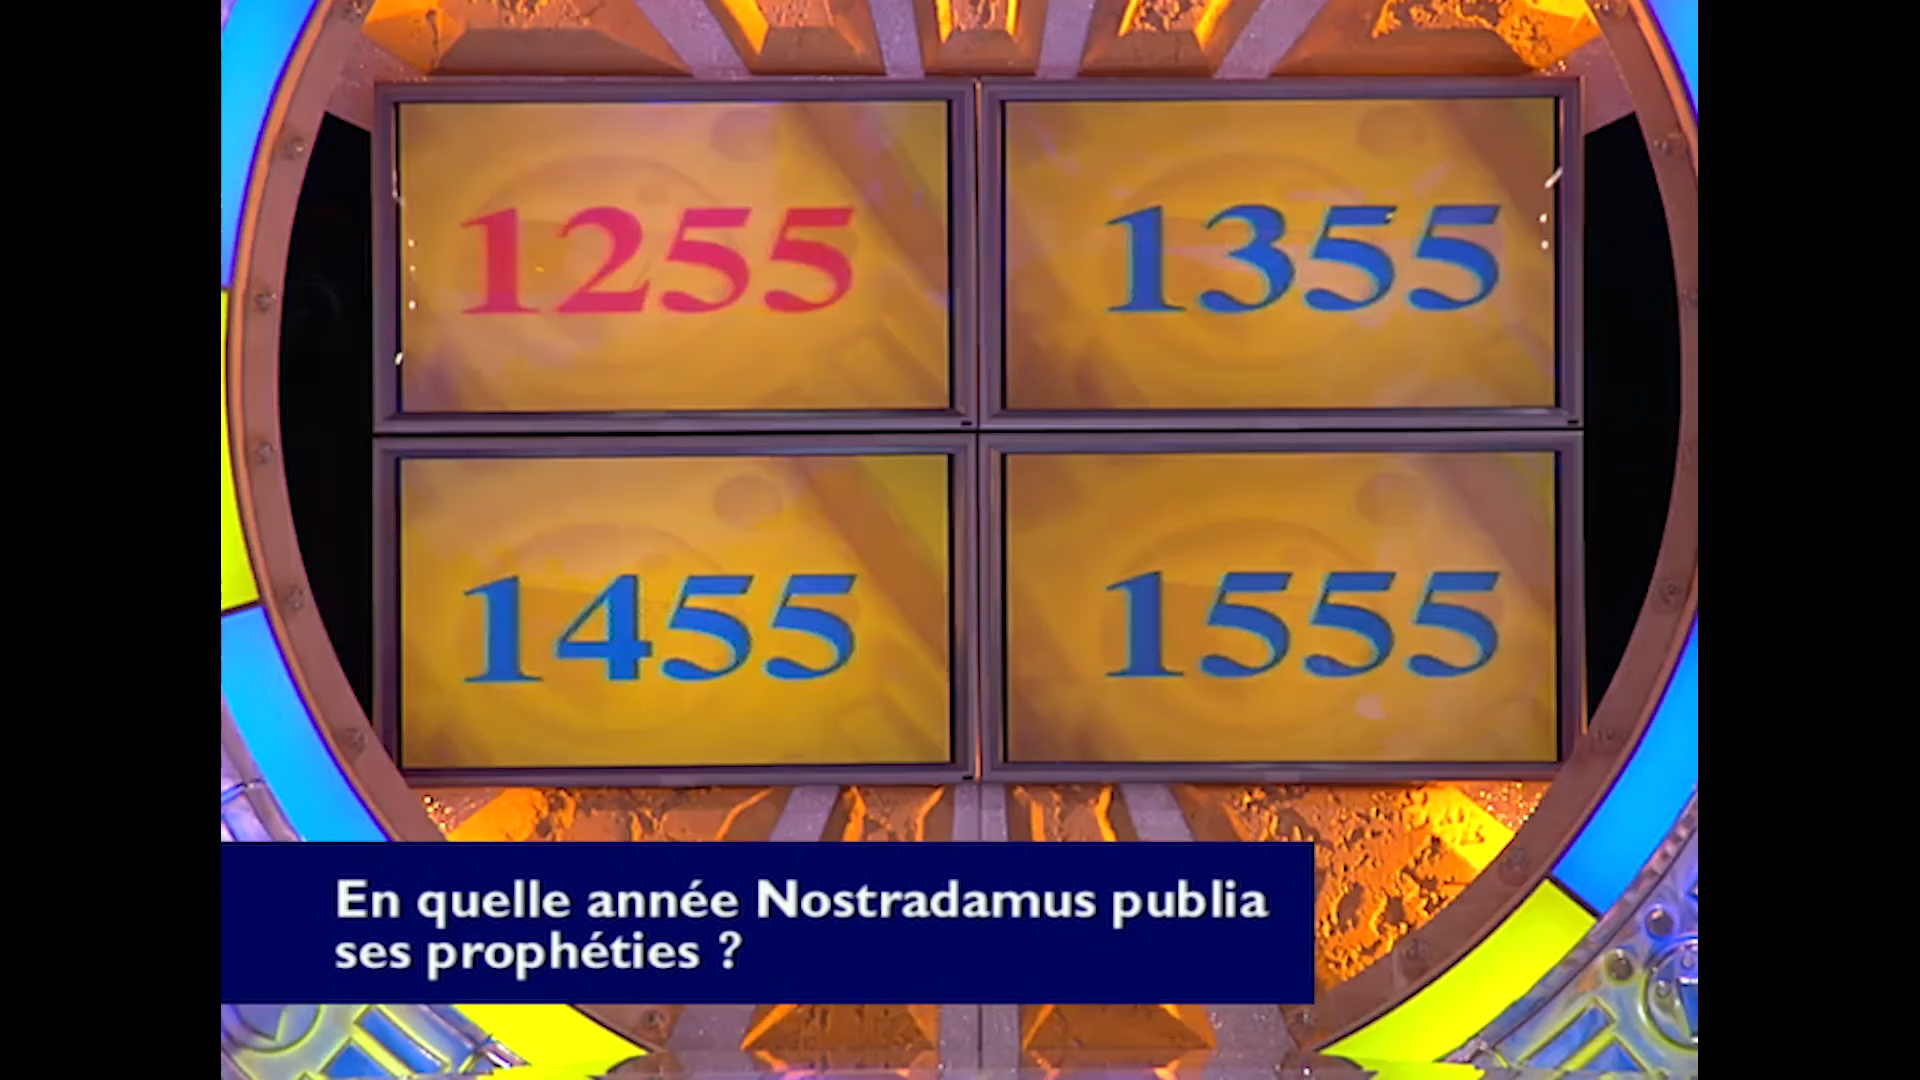 1255
1355
1455
1555
En quelle année Nostradamus publia
ses prophéties ?